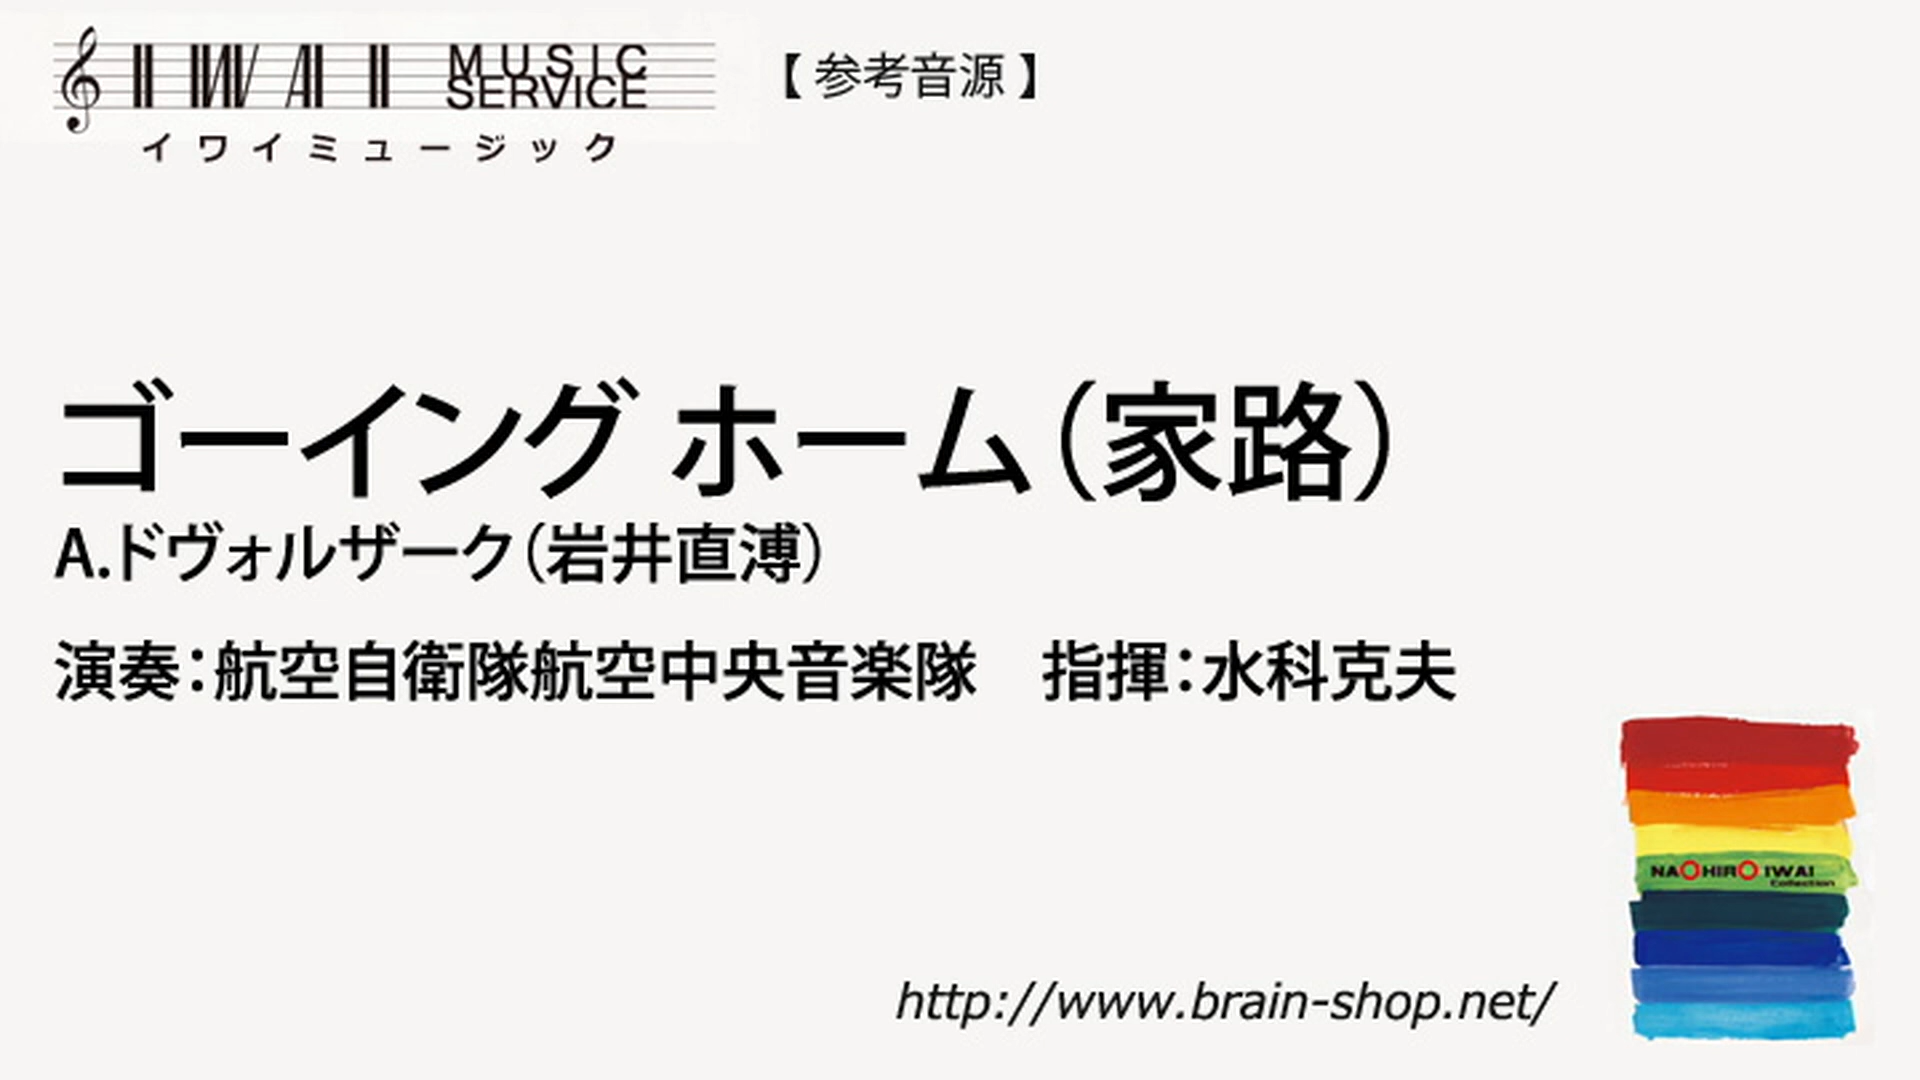 IWAI MUSIC SERVICE
イワイミュージック
【 参考音源 】
ゴーイング ホーム（家路）
A.ドヴォルザーク（岩井直溥）
演奏：航空自衛隊航空中央音楽隊　指揮：水科克夫
NAOHIRO IWAI
Collection
http://www.brain-shop.net/